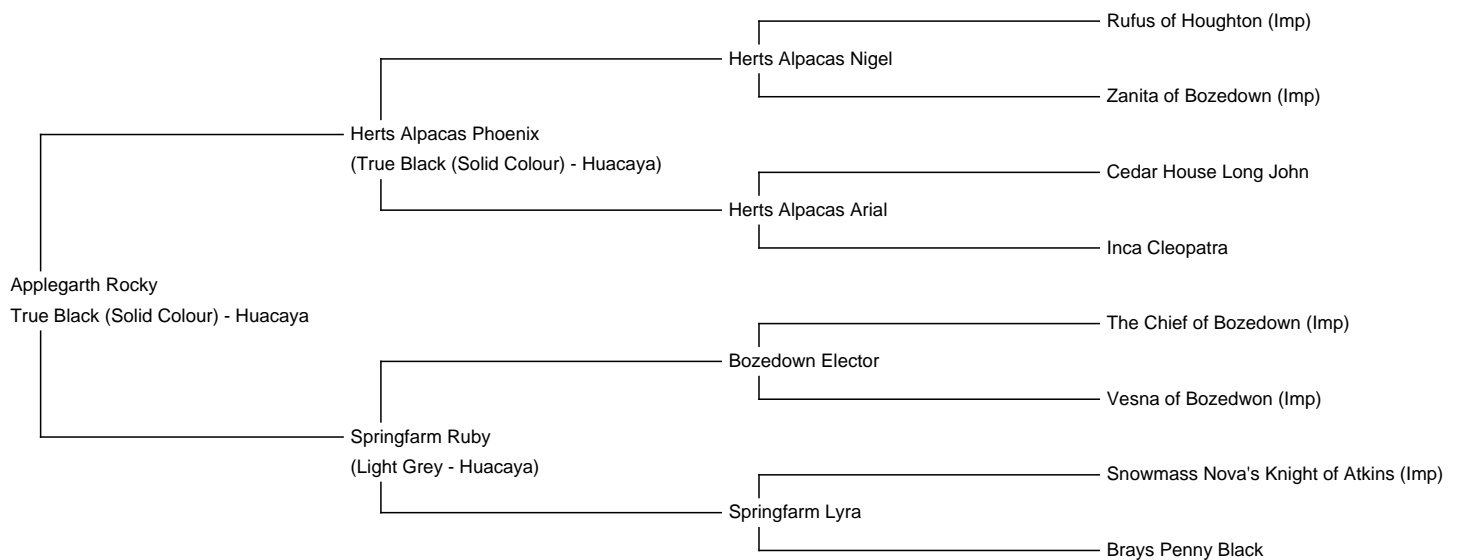 Rufus of Houghton (Imp)
Herts Alpacas Nigel
Zanita of Bozedown (Imp)
Herts Alpacas Phoenix
(True Black (Solid Colour) - Huacaya)
Cedar House Long John
Herts Alpacas Arial
Inca Cleopatra
Applegarth Rocky
True Black (Solid Colour) - Huacaya
The Chief of Bozedown (Imp)
Bozedown Elector
Vesna of Bozedwon (Imp)
Springfarm Ruby
(Light Grey - Huacaya)
Snowmass Nova's Knight of Atkins (Imp)
Springfarm Lyra
Brays Penny Black